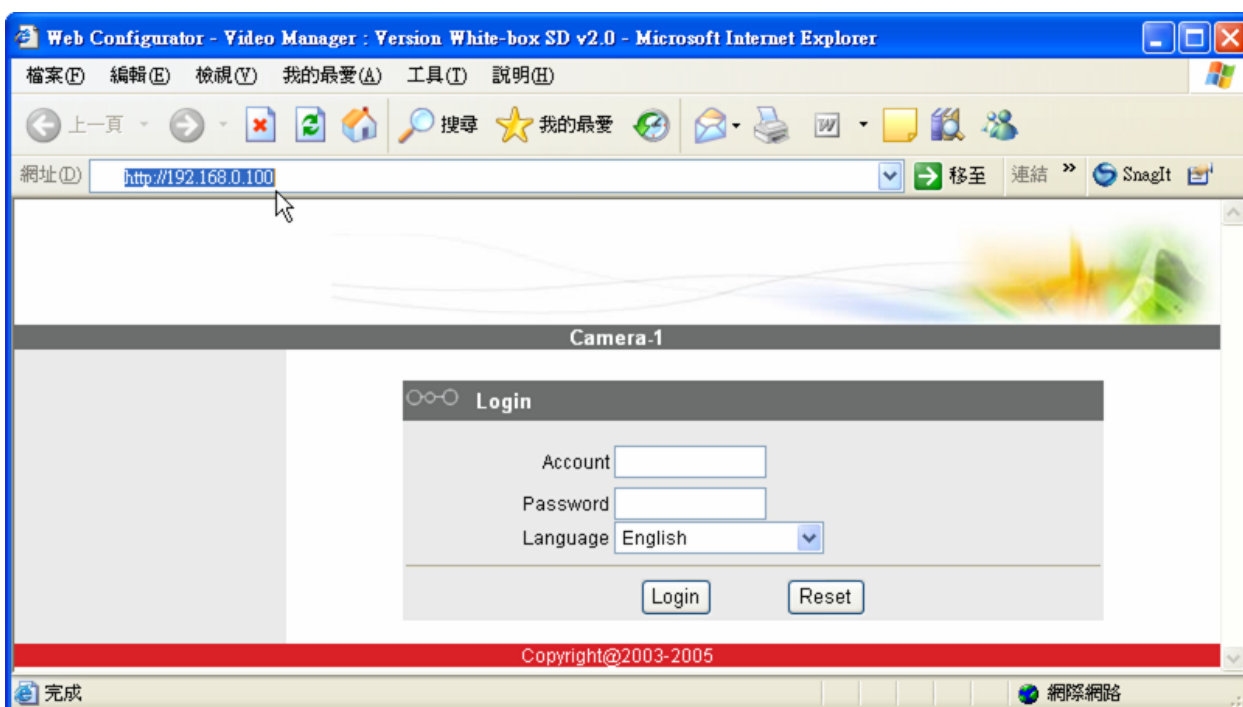 Web Configurator - Video Manager : Version White-box SD v2.0 - Microsoft Internet Explorer
檔案(F) 編輯(E) 檢視(V) 我的最愛(A) 工具(T) 說明(H)
上一頁 搜尋 我的最愛 W
網址(D) http://192.168.0.100 移至 連結 » SnagIt
Camera-1
Login
Account
Password
Language English
Login Reset
Copyright@2003-2005
完成 網際網路